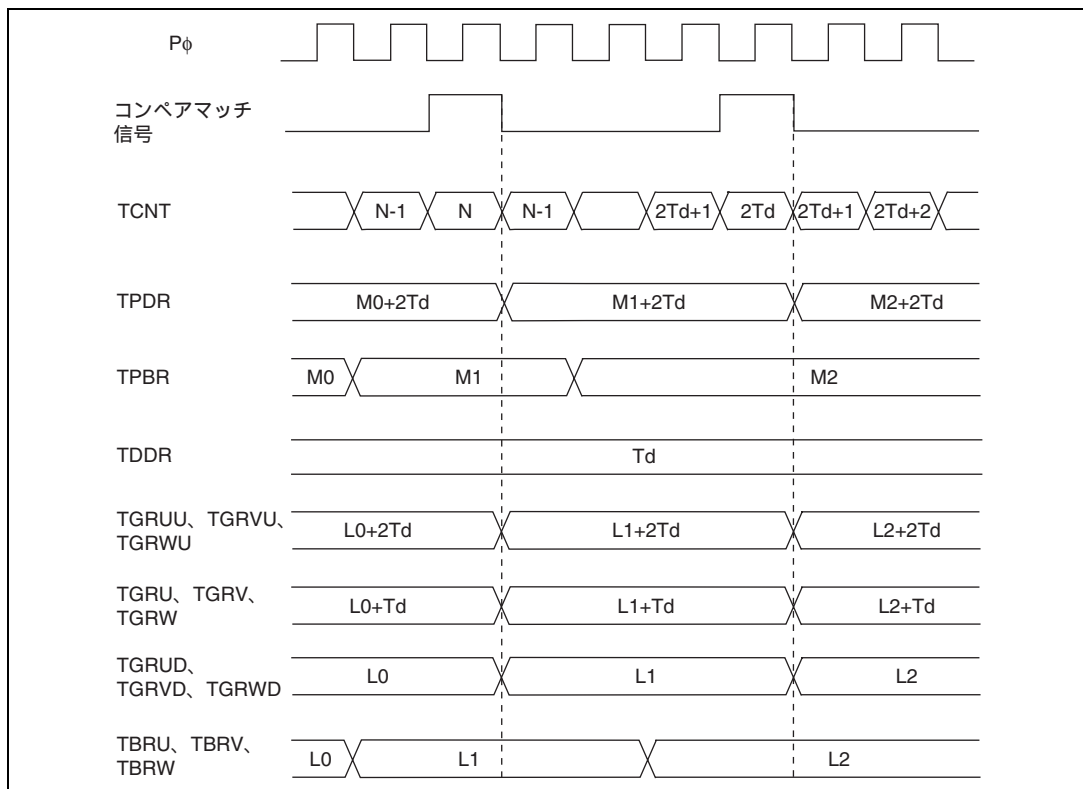 Pφ
コンペアマッチ
信号
TCNT N-1 N N-1 2Td+1 2Td 2Td+1 2Td+2
TPDR M0+2Td M1+2Td M2+2Td
TPBR M0 M1 M2
TDDR Td
TGRUU、TGRVU、
TGRWU L0+2Td L1+2Td L2+2Td
TGRU、TGRV、
TGRW L0+Td L1+Td L2+Td
TGRUD、
TGRVD、TGRWD L0 L1 L2
TBRU、TBRV、
TBRW L0 L1 L2